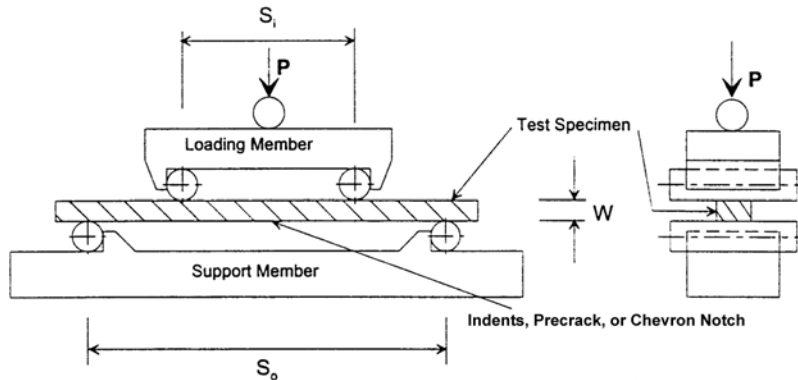 Sᵢ
P
P
Test Specimen
Loading Member
W
Support Member
Indents, Precrack, or Chevron Notch
Sₒ